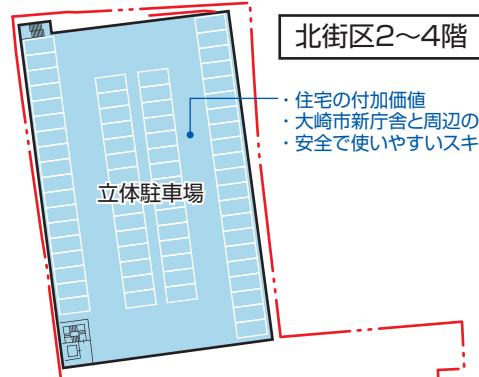 北街区2〜4階
・住宅の付加価値
・大崎市新庁舎と周辺の
・安全で使いやすいスキ
立体駐車場